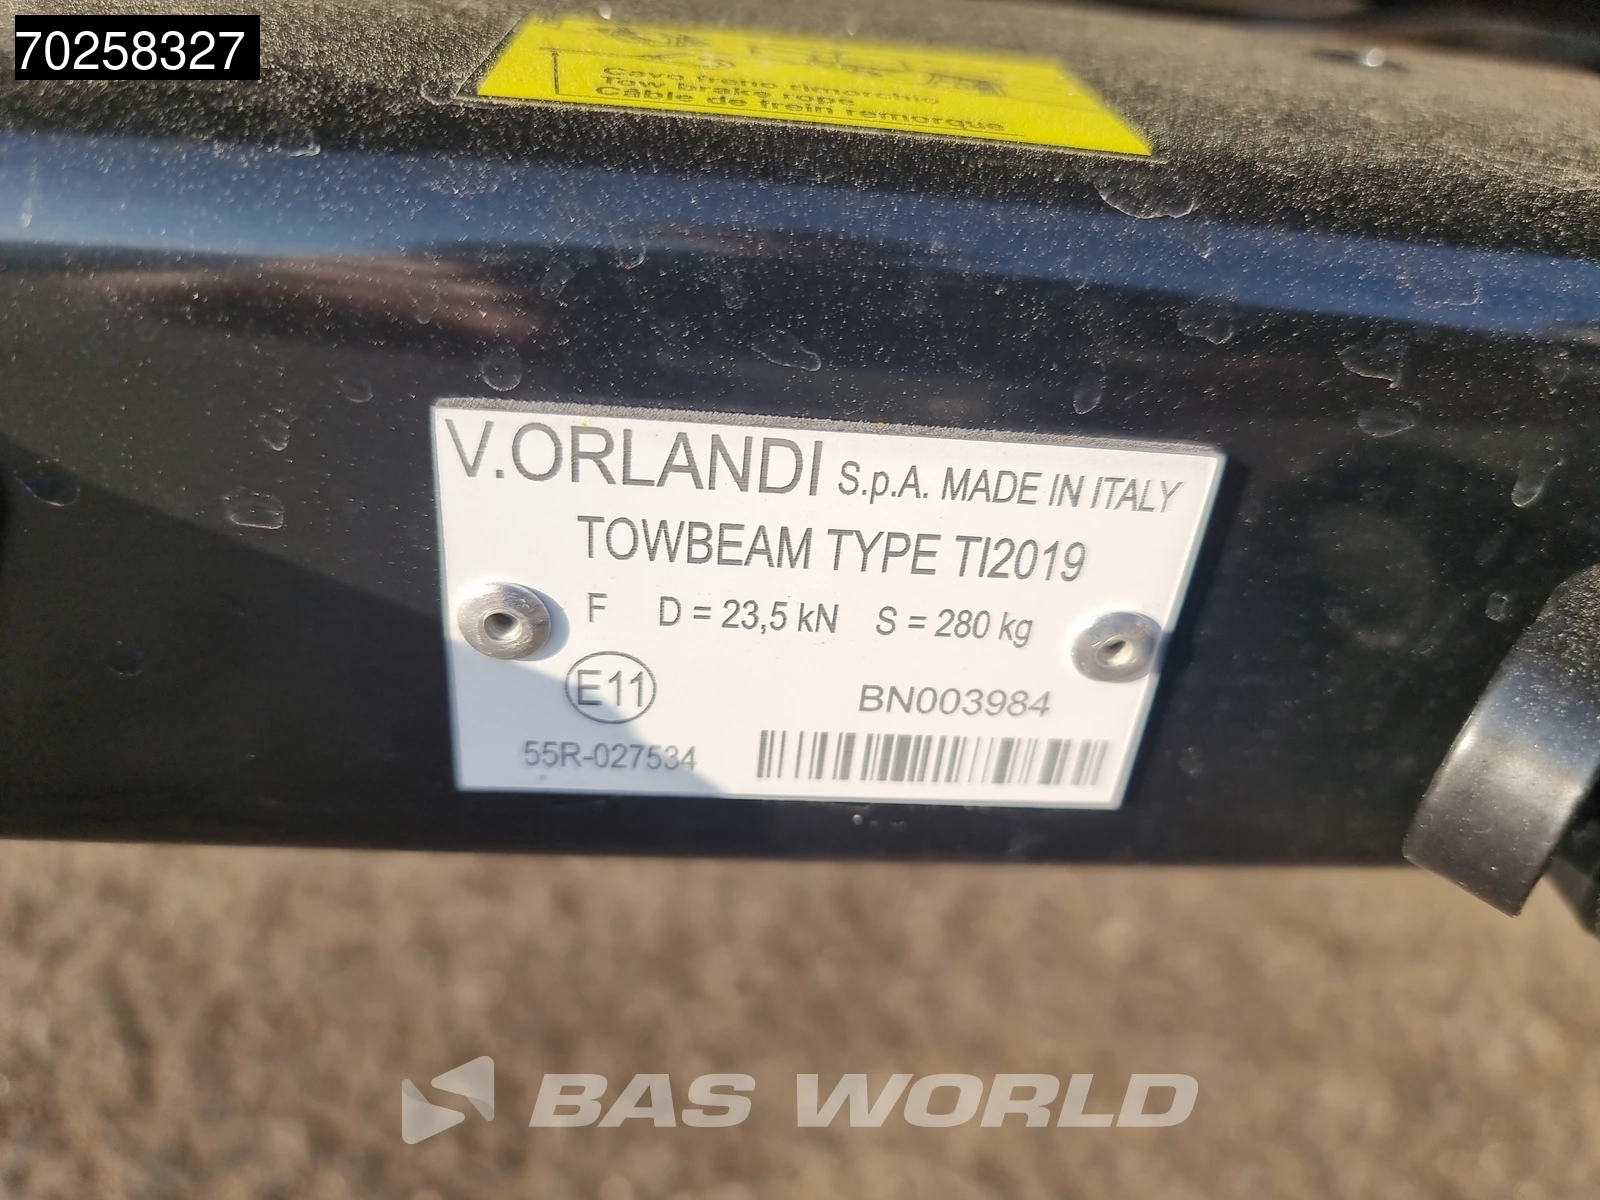 70258327
Cavo freno rimorchio
Tow brake rope
Câble de frein remorque
V.ORLANDI S.p.A. MADE IN ITALY
TOWBEAM TYPE TI2019
F D = 23,5 kN S = 280 kg
E11
BN003984
55R-027534
BAS WORLD